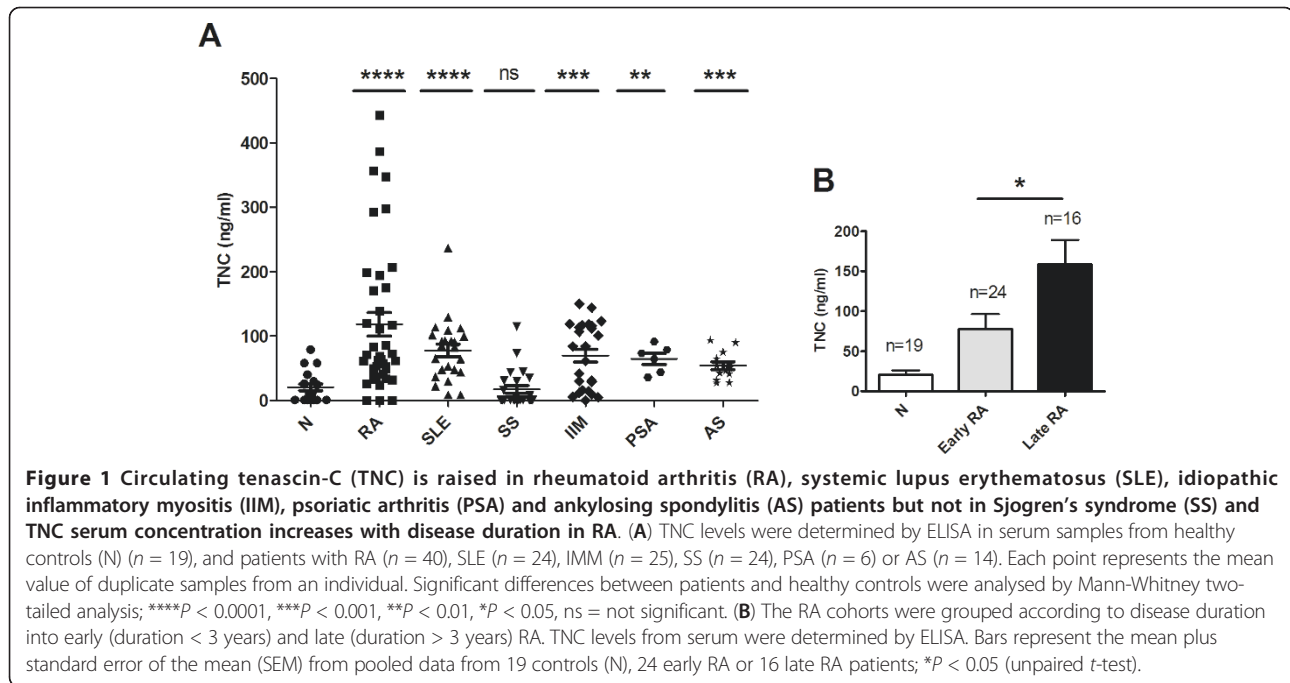 A
**** **** ns *** ** ***
500
400
300
200
100
0
TNC (ng/ml)
N RA SLE SS IIM PSA AS
B
*
n=16
n=24
n=19
200
150
100
50
0
TNC (ng/ml)
N Early RA Late RA
Figure 1 Circulating tenascin-C (TNC) is raised in rheumatoid arthritis (RA), systemic lupus erythematosus (SLE), idiopathic
inflammatory myositis (IIM), psoriatic arthritis (PSA) and ankylosing spondylitis (AS) patients but not in Sjogren's syndrome (SS) and
TNC serum concentration increases with disease duration in RA. (A) TNC levels were determined by ELISA in serum samples from healthy
controls (N) (n = 19), and patients with RA (n = 40), SLE (n = 24), IMM (n = 25), SS (n = 24), PSA (n = 6) or AS (n = 14). Each point represents the mean
value of duplicate samples from an individual. Significant differences between patients and healthy controls were analysed by Mann-Whitney two-
tailed analysis; ****P < 0.0001, ***P < 0.001, **P < 0.01, *P < 0.05, ns = not significant. (B) The RA cohorts were grouped according to disease duration
into early (duration < 3 years) and late (duration > 3 years) RA. TNC levels from serum were determined by ELISA. Bars represent the mean plus
standard error of the mean (SEM) from pooled data from 19 controls (N), 24 early RA or 16 late RA patients; *P < 0.05 (unpaired t-test).